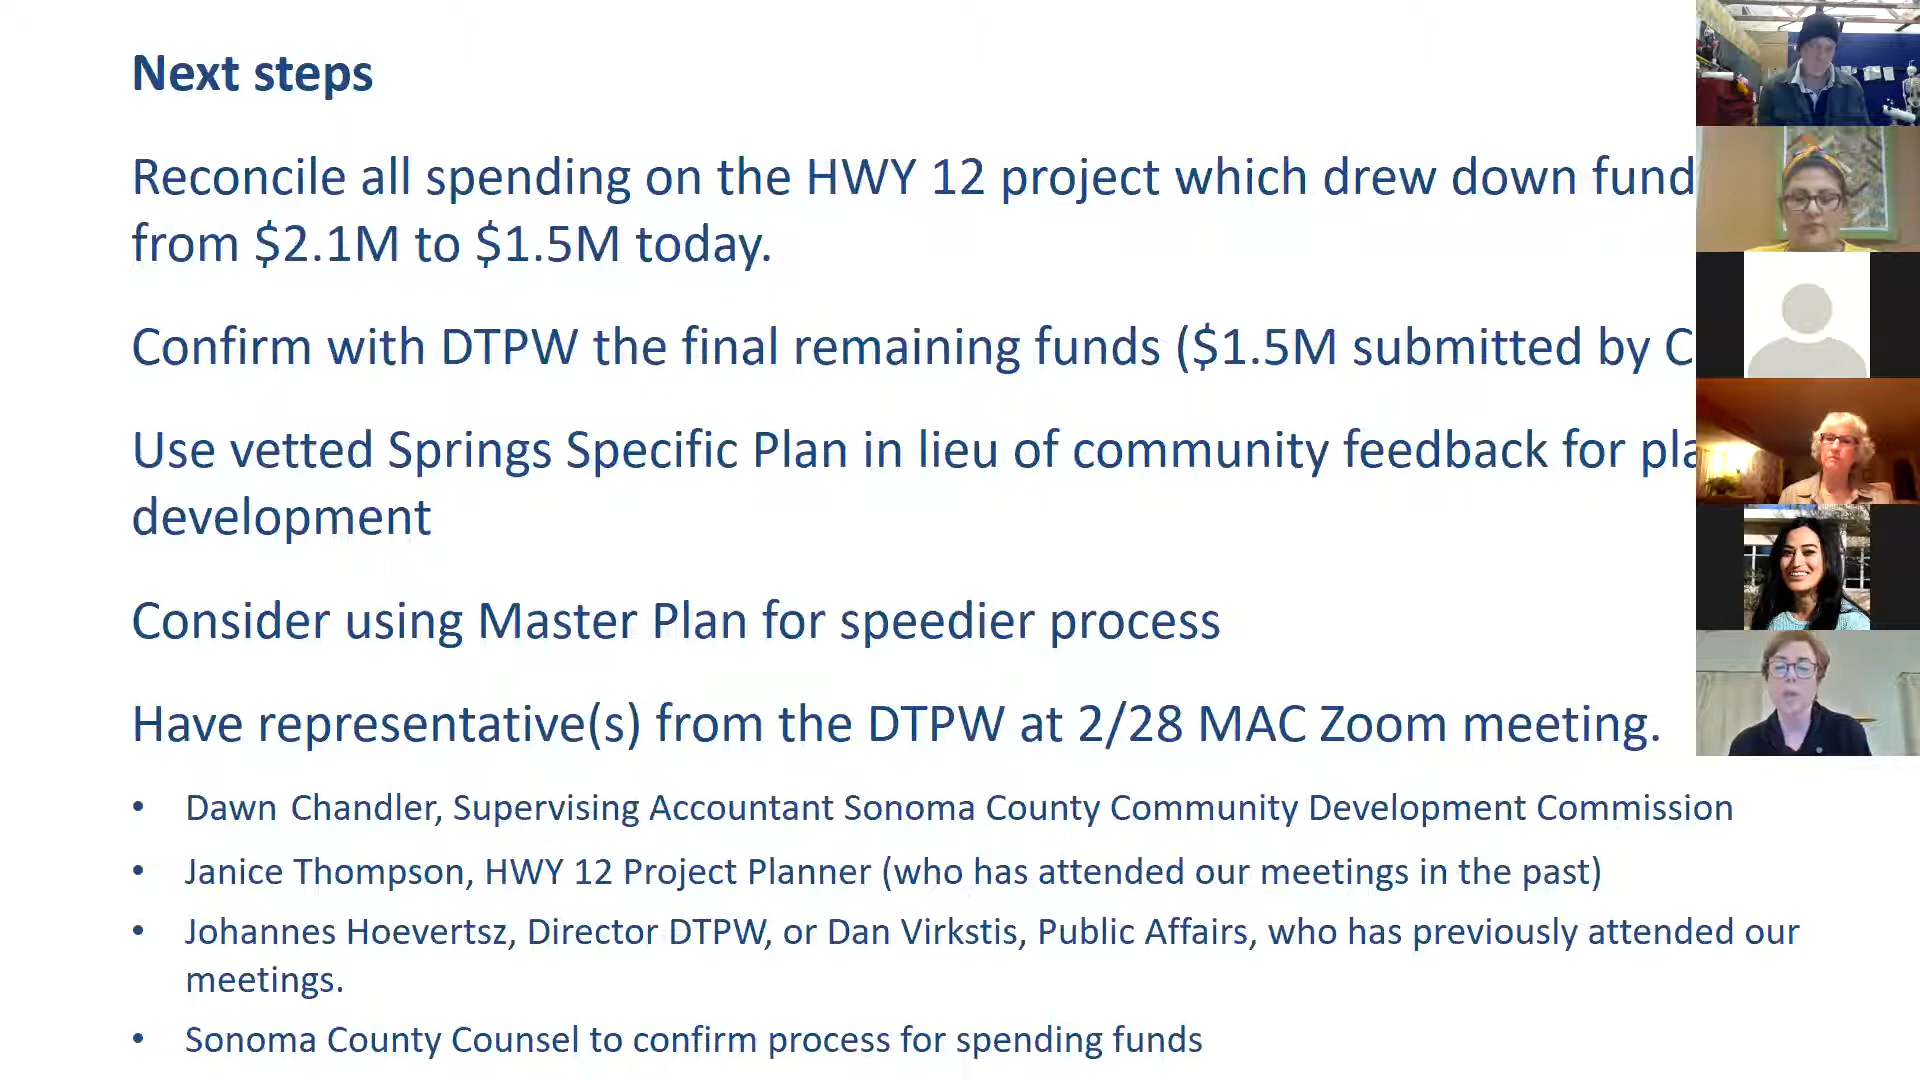 Next steps
Reconcile all spending on the HWY 12 project which drew down fund
from $2.1M to $1.5M today.
Confirm with DTPW the final remaining funds ($1.5M submitted by C
Use vetted Springs Specific Plan in lieu of community feedback for pla
development
Consider using Master Plan for speedier process
Have representative(s) from the DTPW at 2/28 MAC Zoom meeting.
• Dawn Chandler, Supervising Accountant Sonoma County Community Development Commission
• Janice Thompson, HWY 12 Project Planner (who has attended our meetings in the past)
• Johannes Hoevertsz, Director DTPW, or Dan Virkstis, Public Affairs, who has previously attended our
meetings.
• Sonoma County Counsel to confirm process for spending funds